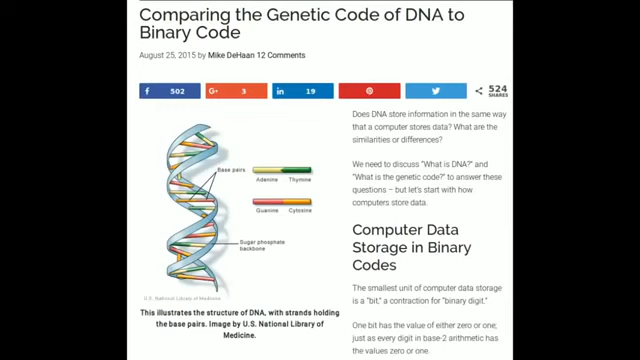 Comparing the Genetic Code of DNA to
Binary Code
August 25, 2015 by Mike DeHaan 12 Comments
502
3
19
524
SHARES
Base pairs
Adenine Thymine
Guanine Cytosine
Sugar phosphate
backbone
U.S. National Library of Medicine
This illustrates the structure of DNA, with strands holding
the base pairs. Image by U.S. National Library of
Medicine.
Does DNA store information in the same way
that a computer stores data? What are the
similarities or differences?
We need to discuss "What is DNA?" and
"What is the genetic code?" to answer these
questions – but let's start with how
computers store data.
Computer Data
Storage in Binary
Codes
The smallest unit of computer data storage
is a "bit," a contraction for "binary digit."
One bit has the value of either zero or one;
just as every digit in base-2 arithmetic has
the values zero or one.